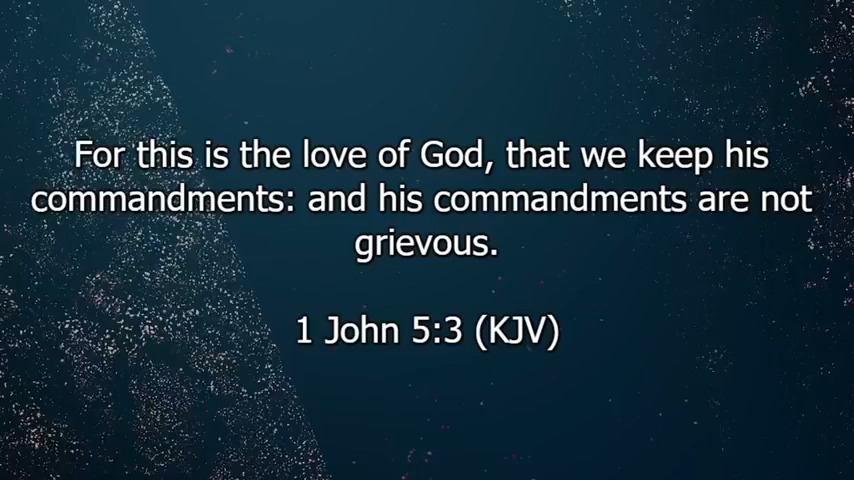 For this is the love of God, that we keep his
commandments: and his commandments are not
grievous.
1 John 5:3 (KJV)